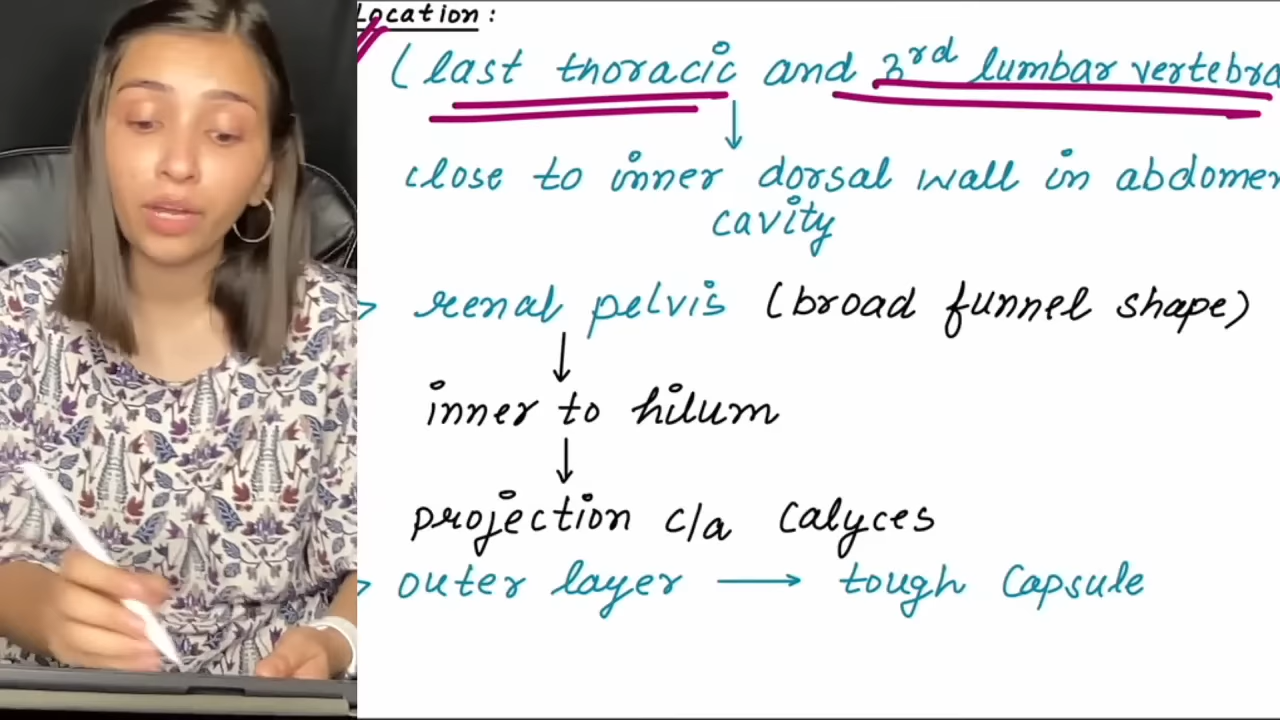 Location :
(last thoracic and 3rd lumbar vertebra
close to inner dorsal wall in abdomen
cavity
renal pelvis (broad funnel shape)
inner to hilum
projection c/a calyces
outer layer → tough capsule